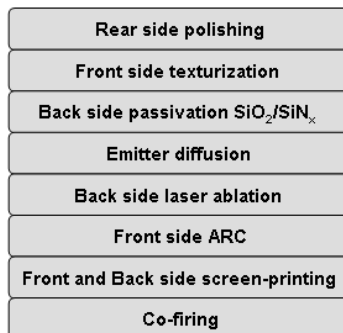 Rear side polishing
Front side texturization
Back side passivation SiO₂/SiNₓ
Emitter diffusion
Back side laser ablation
Front side ARC
Front and Back side screen-printing
Co-firing